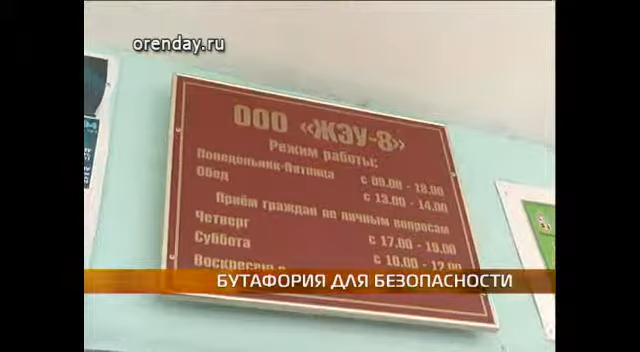 orenday.ru
ООО «ЖЭУ-8»
Режим работы:
Понедельник-Пятница с 09.00 - 18.00
Обед с 13.00 - 14.00
Приём граждан по личным вопросам
Четверг с 17.00 - 19.00
Суббота с 10.00 - 12.00
Воскресенье
БУТАФОРИЯ ДЛЯ БЕЗОПАСНОСТИ